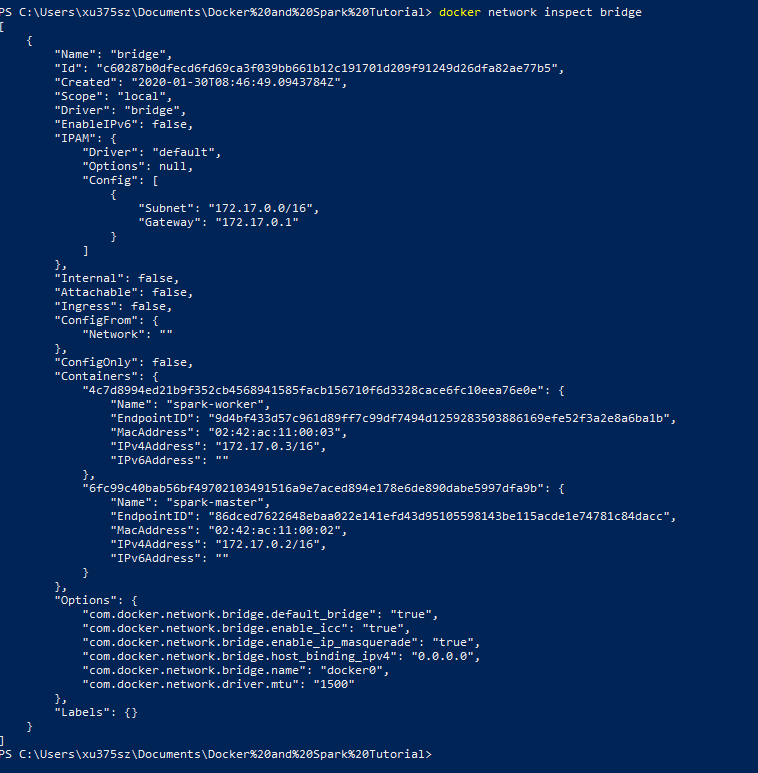 PS C:\Users\xu375sz\Documents\Docker%20and%20Spark%20Tutorial> docker network inspect bridge
[
    {
        "Name": "bridge",
        "Id": "c60287b0dfecd6fd69ca3f039bb661b12c191701d209f91249d26dfa82ae77b5",
        "Created": "2020-01-30T08:46:49.0943784Z",
        "Scope": "local",
        "Driver": "bridge",
        "EnableIPv6": false,
        "IPAM": {
            "Driver": "default",
            "Options": null,
            "Config": [
                {
                    "Subnet": "172.17.0.0/16",
                    "Gateway": "172.17.0.1"
                }
            ]
        },
        "Internal": false,
        "Attachable": false,
        "Ingress": false,
        "ConfigFrom": {
            "Network": ""
        },
        "ConfigOnly": false,
        "Containers": {
            "4c7d8994ed21b9f352cb4568941585facb156710f6d3328cace6fc10eea76e0e": {
                "Name": "spark-worker",
                "EndpointID": "9d4bf433d57c961d89ff7c99df7494d1259283503886169efe52f3a2e8a6ba1b",
                "MacAddress": "02:42:ac:11:00:03",
                "IPv4Address": "172.17.0.3/16",
                "IPv6Address": ""
            },
            "6fc99c40bab56bf49702103491516a9e7aced894e178e6de890dabe5997dfa9b": {
                "Name": "spark-master",
                "EndpointID": "86dced7622648ebaa022e141efd43d95105598143be115acde1e74781c84dacc",
                "MacAddress": "02:42:ac:11:00:02",
                "IPv4Address": "172.17.0.2/16",
                "IPv6Address": ""
            }
        },
        "Options": {
            "com.docker.network.bridge.default_bridge": "true",
            "com.docker.network.bridge.enable_icc": "true",
            "com.docker.network.bridge.enable_ip_masquerade": "true",
            "com.docker.network.bridge.host_binding_ipv4": "0.0.0.0",
            "com.docker.network.bridge.name": "docker0",
            "com.docker.network.driver.mtu": "1500"
        },
        "Labels": {}
    }
]
PS C:\Users\xu375sz\Documents\Docker%20and%20Spark%20Tutorial>